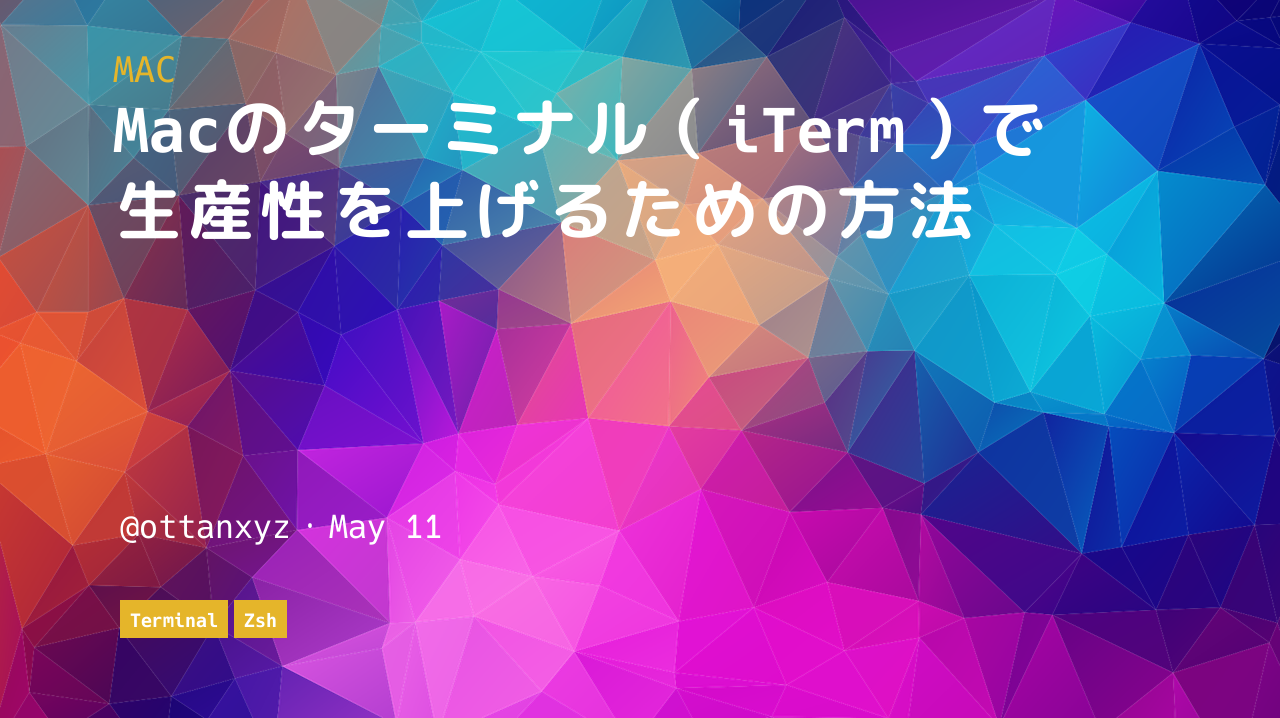 MAC
Macのターミナル（iTerm）で
生産性を上げるための方法
@ottanxyz・May 11
Terminal Zsh